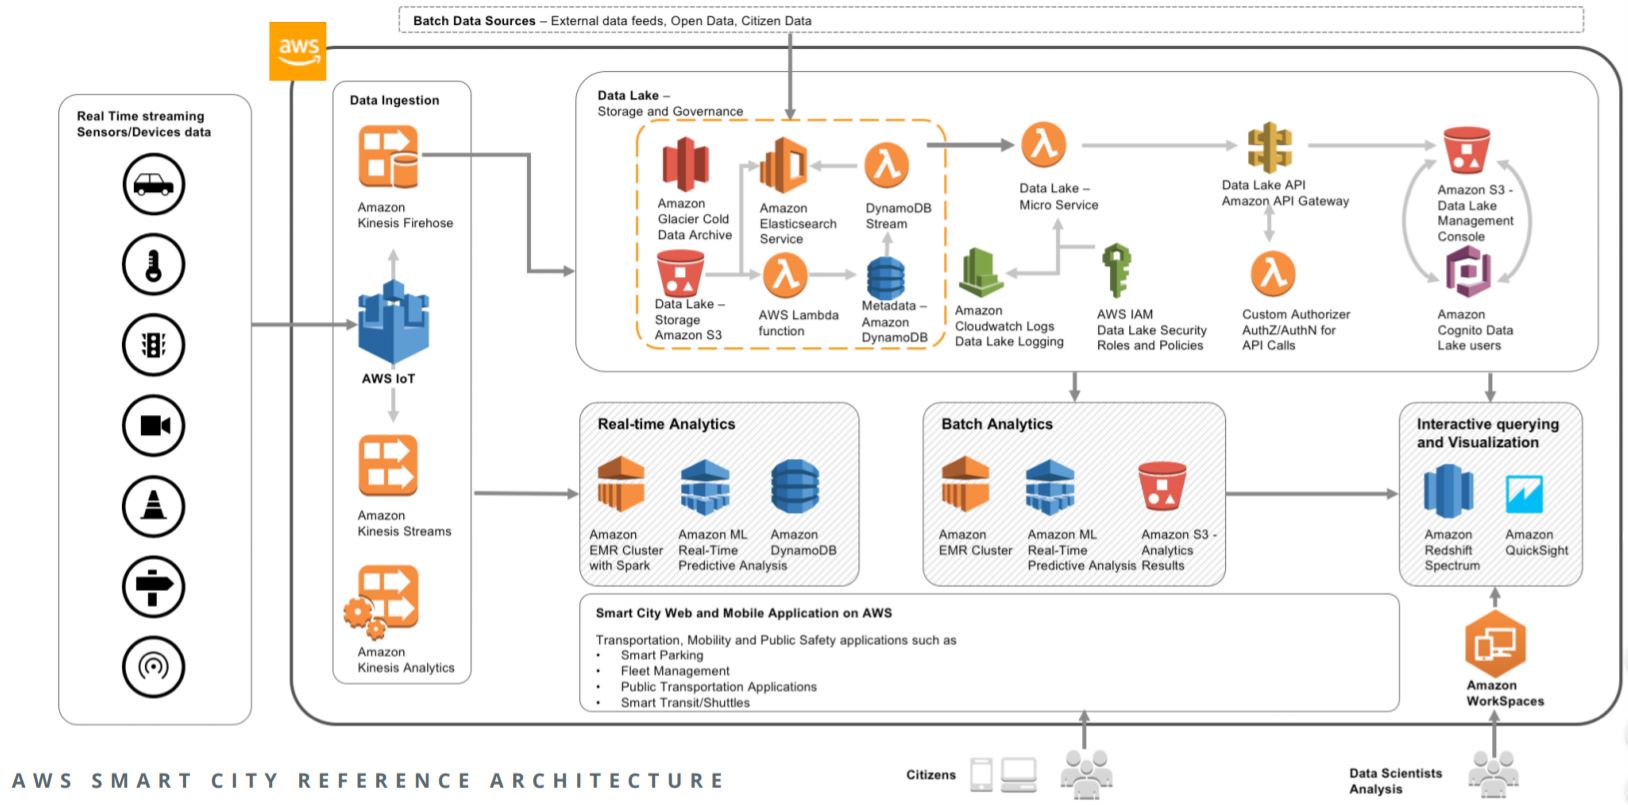 Batch Data Sources – External data feeds, Open Data, Citizen Data
aws
Real Time streaming
Sensors/Devices data
Data Ingestion
Amazon
Kinesis Firehose
AWS IoT
Amazon
Kinesis Streams
Amazon
Kinesis Analytics
Data Lake –
Storage and Governance
Amazon
Glacier Cold
Data Archive
Amazon
Elasticsearch
Service
DynamoDB
Stream
Data Lake –
Storage
Amazon S3
AWS Lambda
function
Metadata –
Amazon
DynamoDB
Data Lake –
Micro Service
Amazon
Cloudwatch Logs
Data Lake Logging
AWS IAM
Data Lake Security
Roles and Policies
Data Lake API
Amazon API Gateway
Custom Authorizer
AuthZ/AuthN for
API Calls
Amazon S3 -
Data Lake
Management
Console
Amazon
Cognito Data
Lake users
Real-time Analytics
Amazon
EMR Cluster
with Spark
Amazon ML
Real-Time
Predictive Analysis
Amazon
DynamoDB
Batch Analytics
Amazon
EMR Cluster
Amazon ML
Real-Time
Predictive Analysis
Amazon S3 -
Analytics
Results
Interactive querying
and Visualization
Amazon
Redshift
Spectrum
Amazon
QuickSight
Smart City Web and Mobile Application on AWS
Transportation, Mobility and Public Safety applications such as
• Smart Parking
• Fleet Management
• Public Transportation Applications
• Smart Transit/Shuttles
Amazon
WorkSpaces
AWS SMART CITY REFERENCE ARCHITECTURE
Citizens
Data Scientists
Analysis